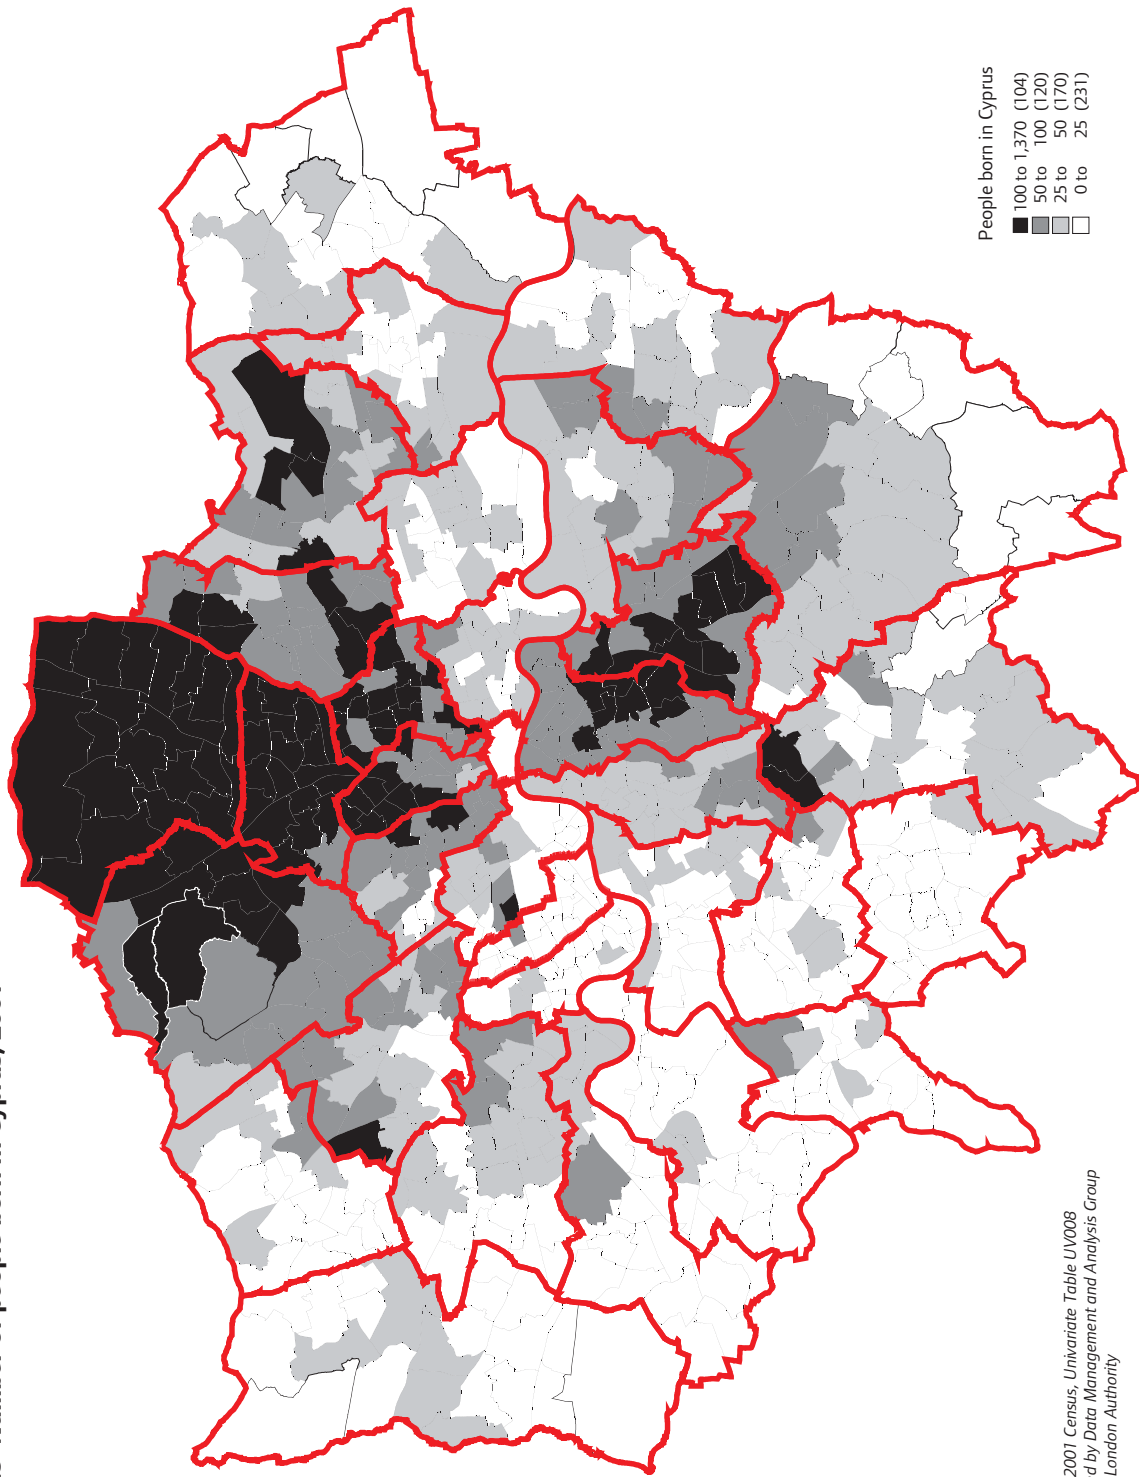 People born in Cyprus
100 to 1,370 (104)
50 to 100 (120)
25 to 50 (170)
0 to 25 (231)
2001 Census, Univariate Table UV008
d by Data Management and Analysis Group
London Authority